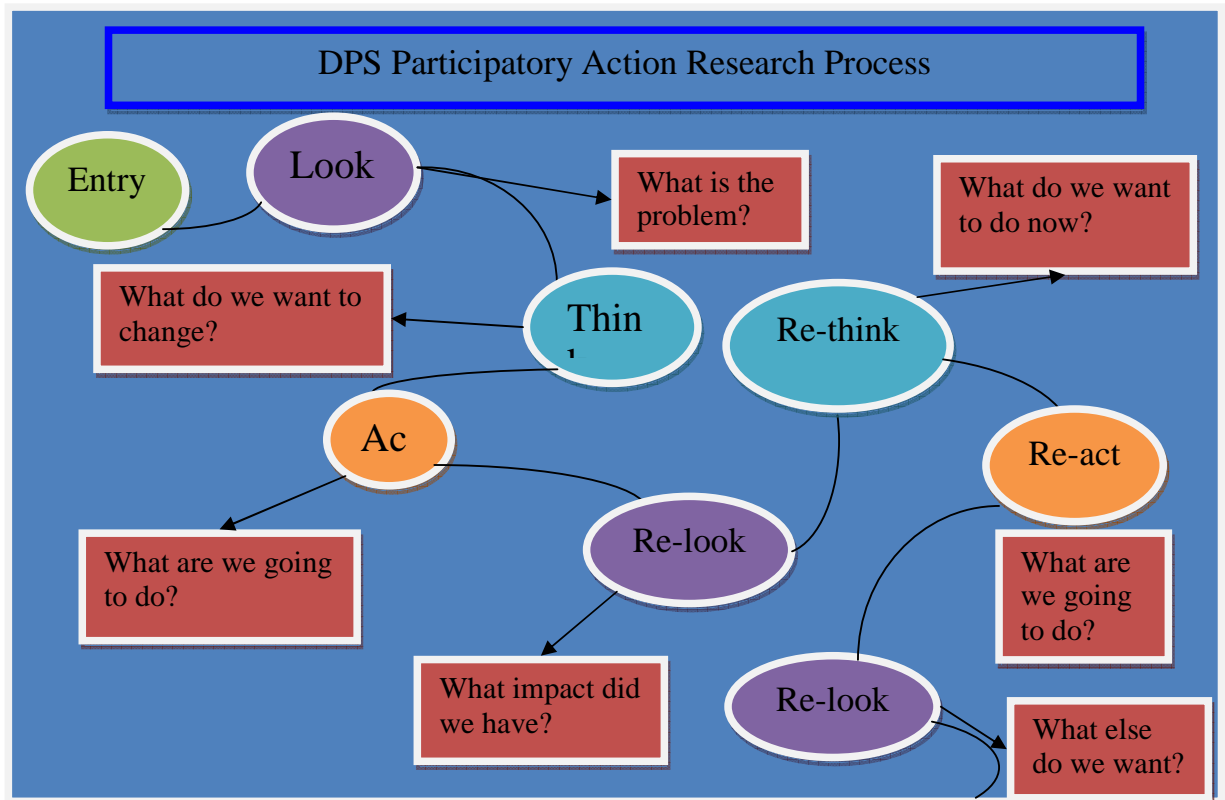 DPS Participatory Action Research Process
Entry
Look
What is the
problem?
What do we want
to do now?
What do we want to
change?
Thin
Re-think
Ac
Re-act
Re-look
What are we going
to do?
What are
we going
to do?
What impact did
we have?
Re-look
What else
do we want?